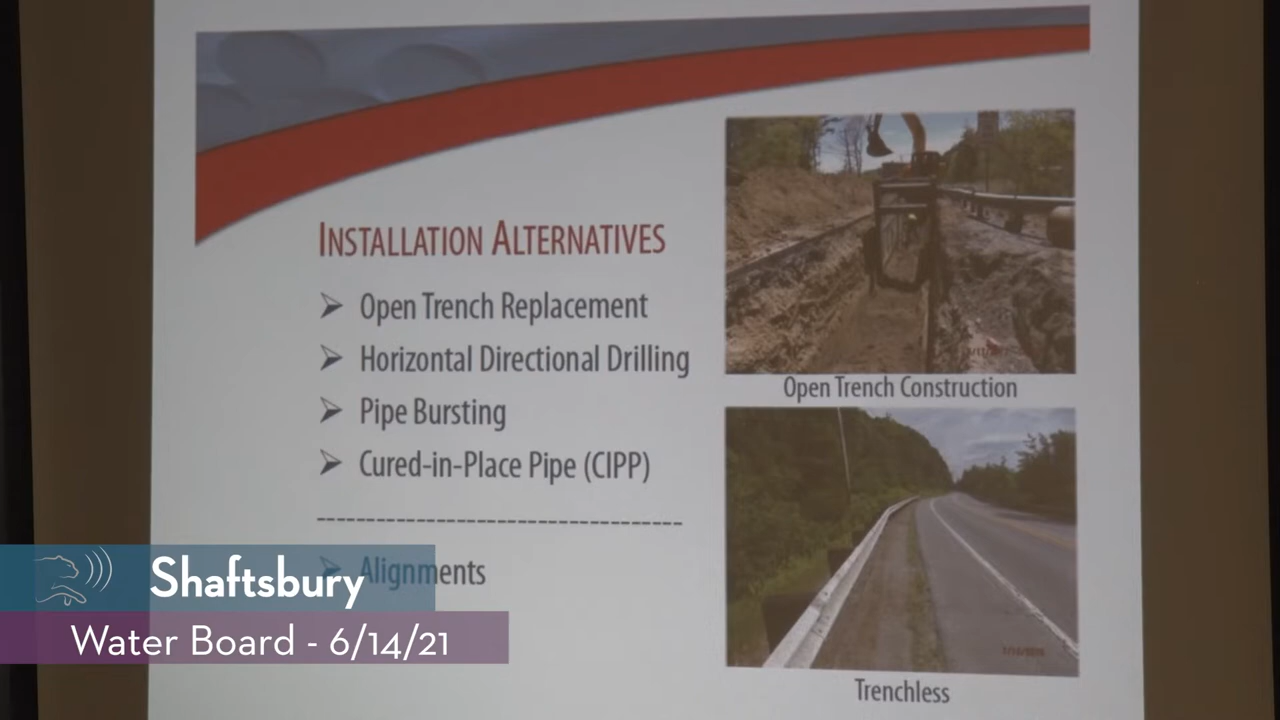 INSTALLATION ALTERNATIVES
Open Trench Replacement
Horizontal Directional Drilling
Pipe Bursting
Cured-in-Place Pipe (CIPP)
Alignments
Open Trench Construction
Trenchless
Shaftsbury
Water Board - 6/14/21